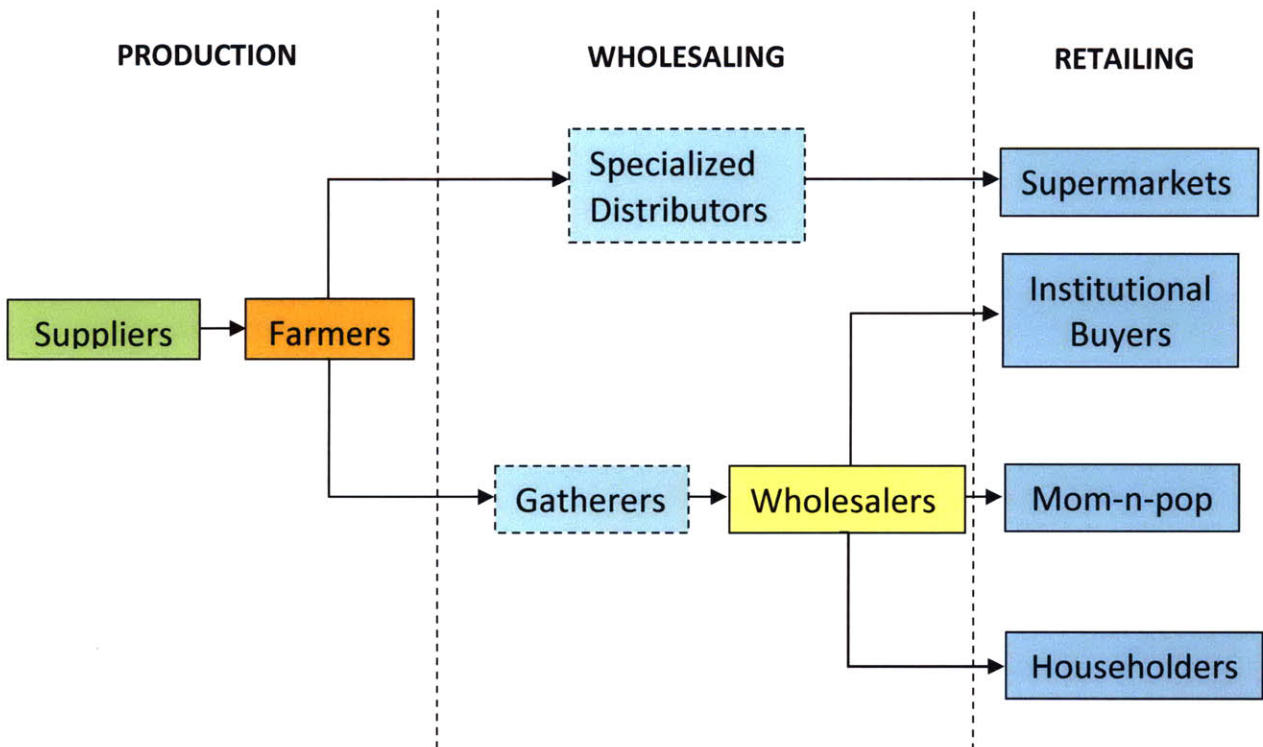 PRODUCTION
WHOLESALING
RETAILING
Specialized
Distributors
Supermarkets
Institutional
Buyers
Suppliers
Farmers
Gatherers
Wholesalers
Mom-n-pop
Householders